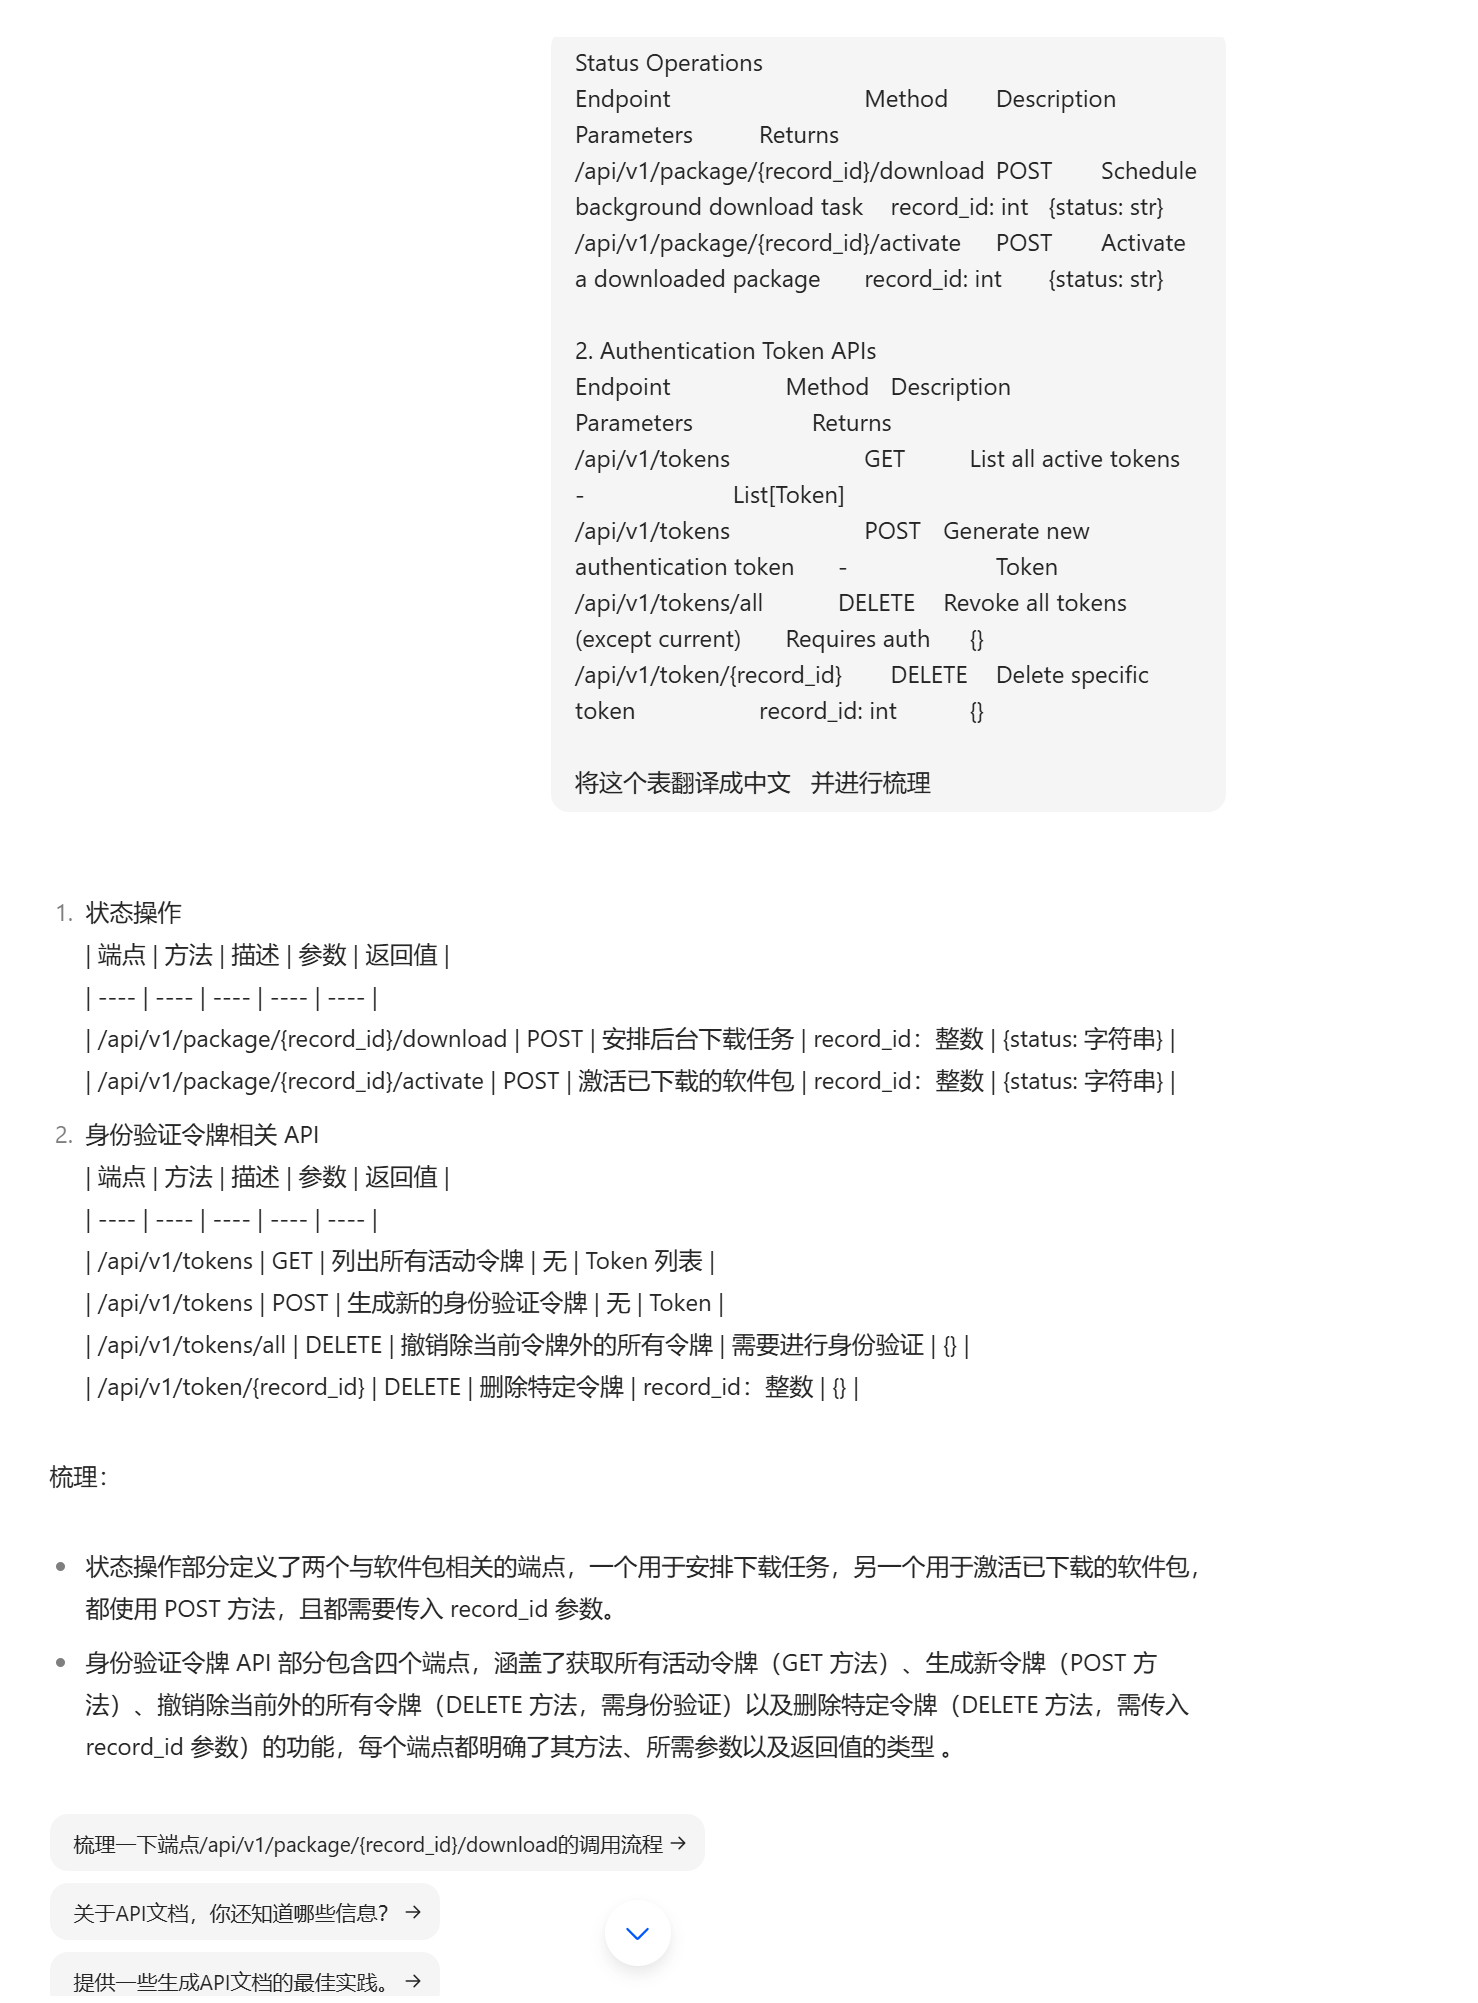 Status Operations
Endpoint Method Description
Parameters Returns
/api/v1/package/{record_id}/download POST Schedule
background download task record_id: int {status: str}
/api/v1/package/{record_id}/activate POST Activate
a downloaded package record_id: int {status: str}
2. Authentication Token APIs
Endpoint Method Description
Parameters Returns
/api/v1/tokens GET List all active tokens
- List[Token]
/api/v1/tokens POST Generate new
authentication token - Token
/api/v1/tokens/all DELETE Revoke all tokens
(except current) Requires auth {}
/api/v1/token/{record_id} DELETE Delete specific
token record_id: int {}
将这个表翻译成中文 并进行梳理
1. 状态操作
| 端点 | 方法 | 描述 | 参数 | 返回值 |
| ---- | ---- | ---- | ---- | ---- |
| /api/v1/package/{record_id}/download | POST | 安排后台下载任务 | record_id：整数 | {status: 字符串} |
| /api/v1/package/{record_id}/activate | POST | 激活已下载的软件包 | record_id：整数 | {status: 字符串} |
2. 身份验证令牌相关 API
| 端点 | 方法 | 描述 | 参数 | 返回值 |
| ---- | ---- | ---- | ---- | ---- |
| /api/v1/tokens | GET | 列出所有活动令牌 | 无 | Token 列表 |
| /api/v1/tokens | POST | 生成新的身份验证令牌 | 无 | Token |
| /api/v1/tokens/all | DELETE | 撤销除当前令牌外的所有令牌 | 需要进行身份验证 | {} |
| /api/v1/token/{record_id} | DELETE | 删除特定令牌 | record_id：整数 | {} |
梳理：
• 状态操作部分定义了两个与软件包相关的端点，一个用于安排下载任务，另一个用于激活已下载的软件包，
都使用 POST 方法，且都需要传入 record_id 参数。
• 身份验证令牌 API 部分包含四个端点，涵盖了获取所有活动令牌（GET 方法）、生成新令牌（POST 方
法）、撤销除当前外的所有令牌（DELETE 方法，需身份验证）以及删除特定令牌（DELETE 方法，需传入
record_id 参数）的功能，每个端点都明确了其方法、所需参数以及返回值的类型 。
梳理一下端点/api/v1/package/{record_id}/download的调用流程 →
关于API文档，你还知道哪些信息？ →
提供一些生成API文档的最佳实践。 →